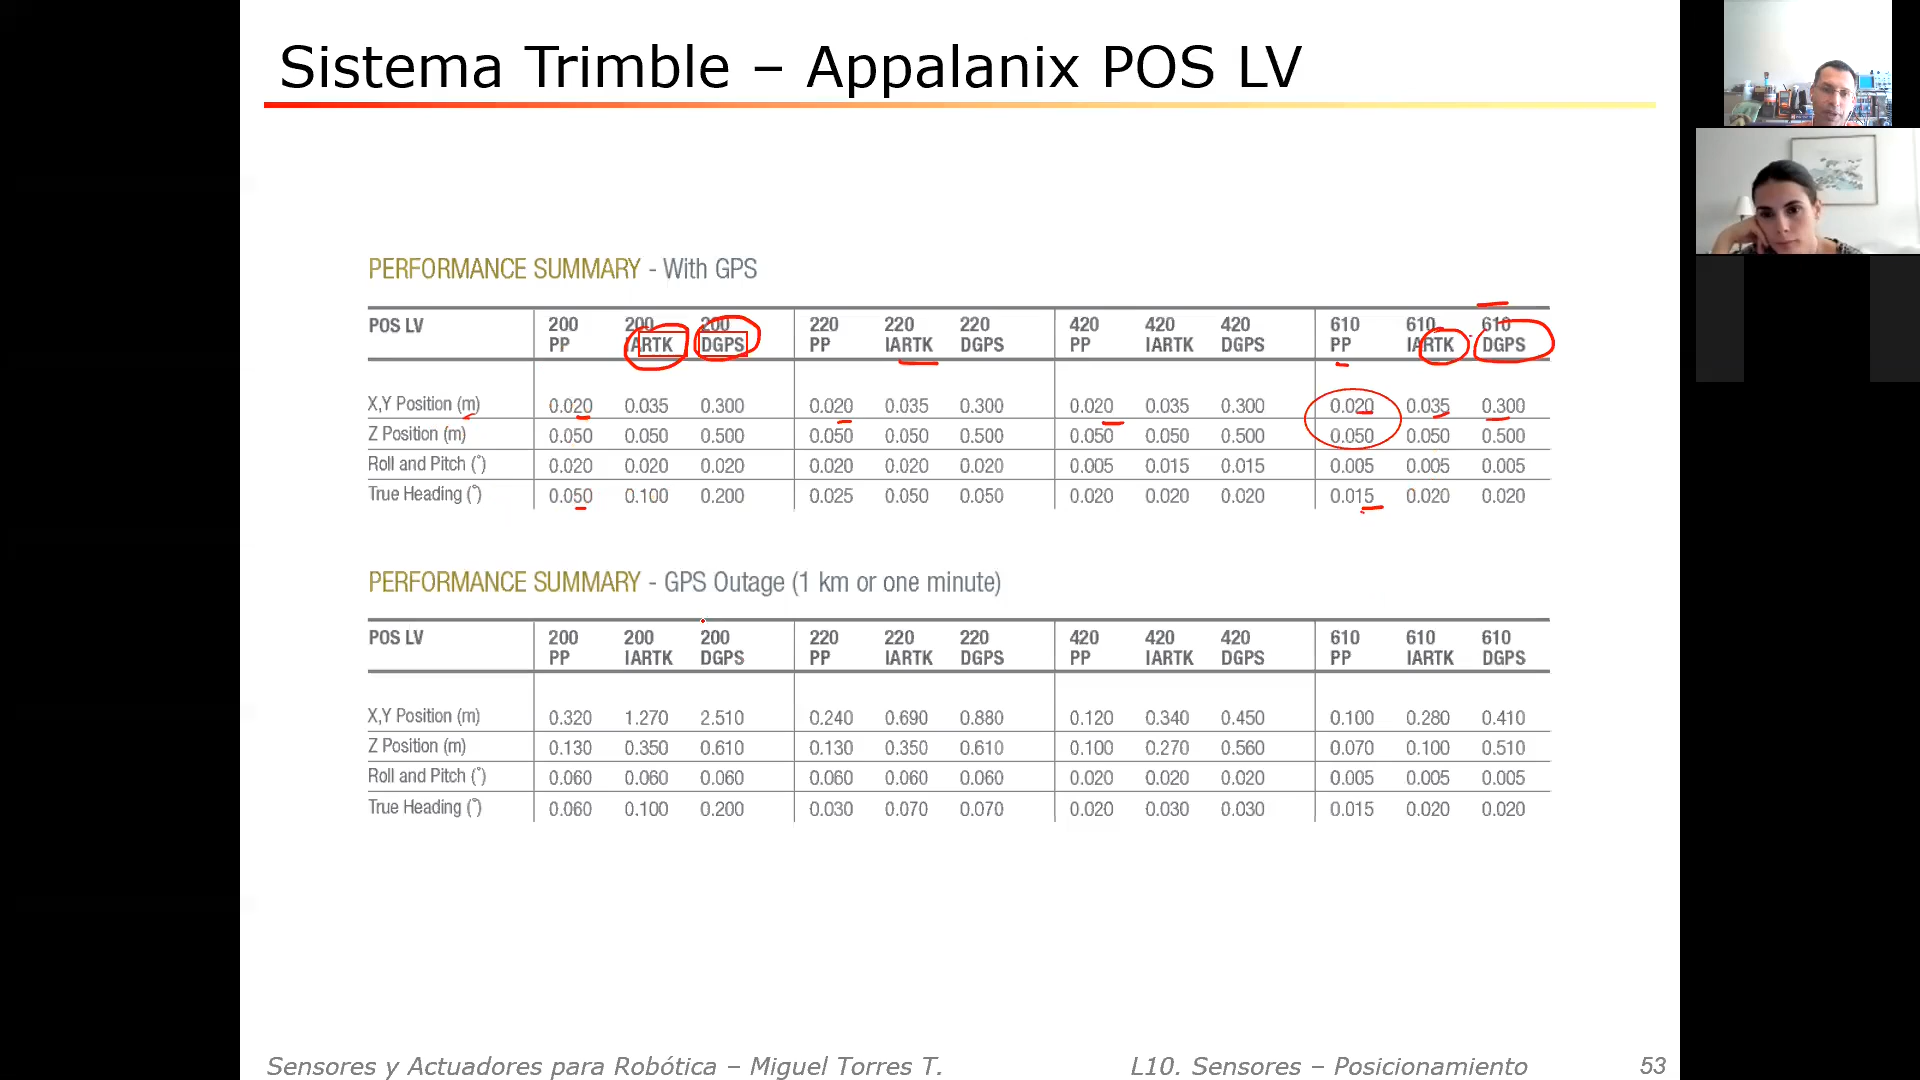 Sistema Trimble – Appalanix POS LV
PERFORMANCE SUMMARY - With GPS
POS LV 200 PP 200 IARTK 200 DGPS 220 PP 220 IARTK 220 DGPS 420 PP 420 IARTK 420 DGPS 610 PP 610 IARTK 610 DGPS
X,Y Position (m) 0.020 0.035 0.300 0.020 0.035 0.300 0.020 0.035 0.300 0.020 0.035 0.300
Z Position (m) 0.050 0.050 0.500 0.050 0.050 0.500 0.050 0.050 0.500 0.050 0.050 0.500
Roll and Pitch (˚) 0.020 0.020 0.020 0.020 0.020 0.020 0.005 0.015 0.015 0.005 0.005 0.005
True Heading (˚) 0.050 0.100 0.200 0.025 0.050 0.050 0.020 0.020 0.020 0.015 0.020 0.020
PERFORMANCE SUMMARY - GPS Outage (1 km or one minute)
POS LV 200 PP 200 IARTK 200 DGPS 220 PP 220 IARTK 220 DGPS 420 PP 420 IARTK 420 DGPS 610 PP 610 IARTK 610 DGPS
X,Y Position (m) 0.320 1.270 2.510 0.240 0.690 0.880 0.120 0.340 0.450 0.100 0.280 0.410
Z Position (m) 0.130 0.350 0.610 0.130 0.350 0.610 0.100 0.270 0.560 0.070 0.100 0.510
Roll and Pitch (˚) 0.060 0.060 0.060 0.060 0.060 0.060 0.020 0.020 0.020 0.005 0.005 0.005
True Heading (˚) 0.060 0.100 0.200 0.030 0.070 0.070 0.020 0.030 0.030 0.015 0.020 0.020
Sensores y Actuadores para Robótica – Miguel Torres T. L10. Sensores – Posicionamiento 53